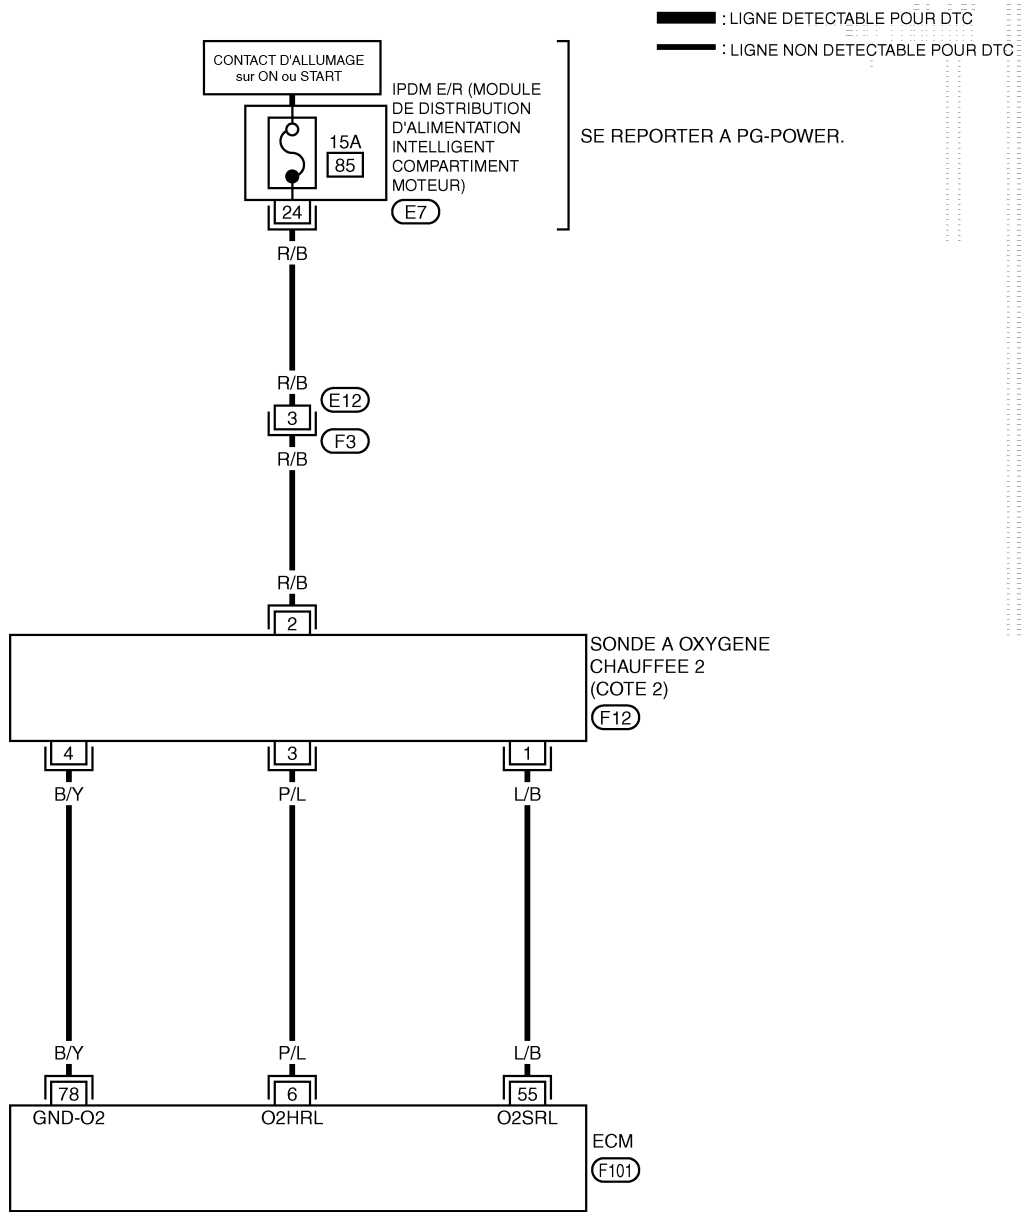 : LIGNE DETECTABLE POUR DTC
: LIGNE NON DETECTABLE POUR DTC
CONTACT D'ALLUMAGE
sur ON ou START
IPDM E/R (MODULE
DE DISTRIBUTION
D'ALIMENTATION
INTELLIGENT
COMPARTIMENT
MOTEUR)
E7
SE REPORTER A PG-POWER.
15A
85
24
R/B
R/B
E12
3
F3
R/B
R/B
2
SONDE A OXYGENE
CHAUFFEE 2
(COTE 2)
F12
4 3 1
B/Y P/L L/B
B/Y P/L L/B
78 6 55
GND-O2 O2HRL O2SRL
ECM
F101